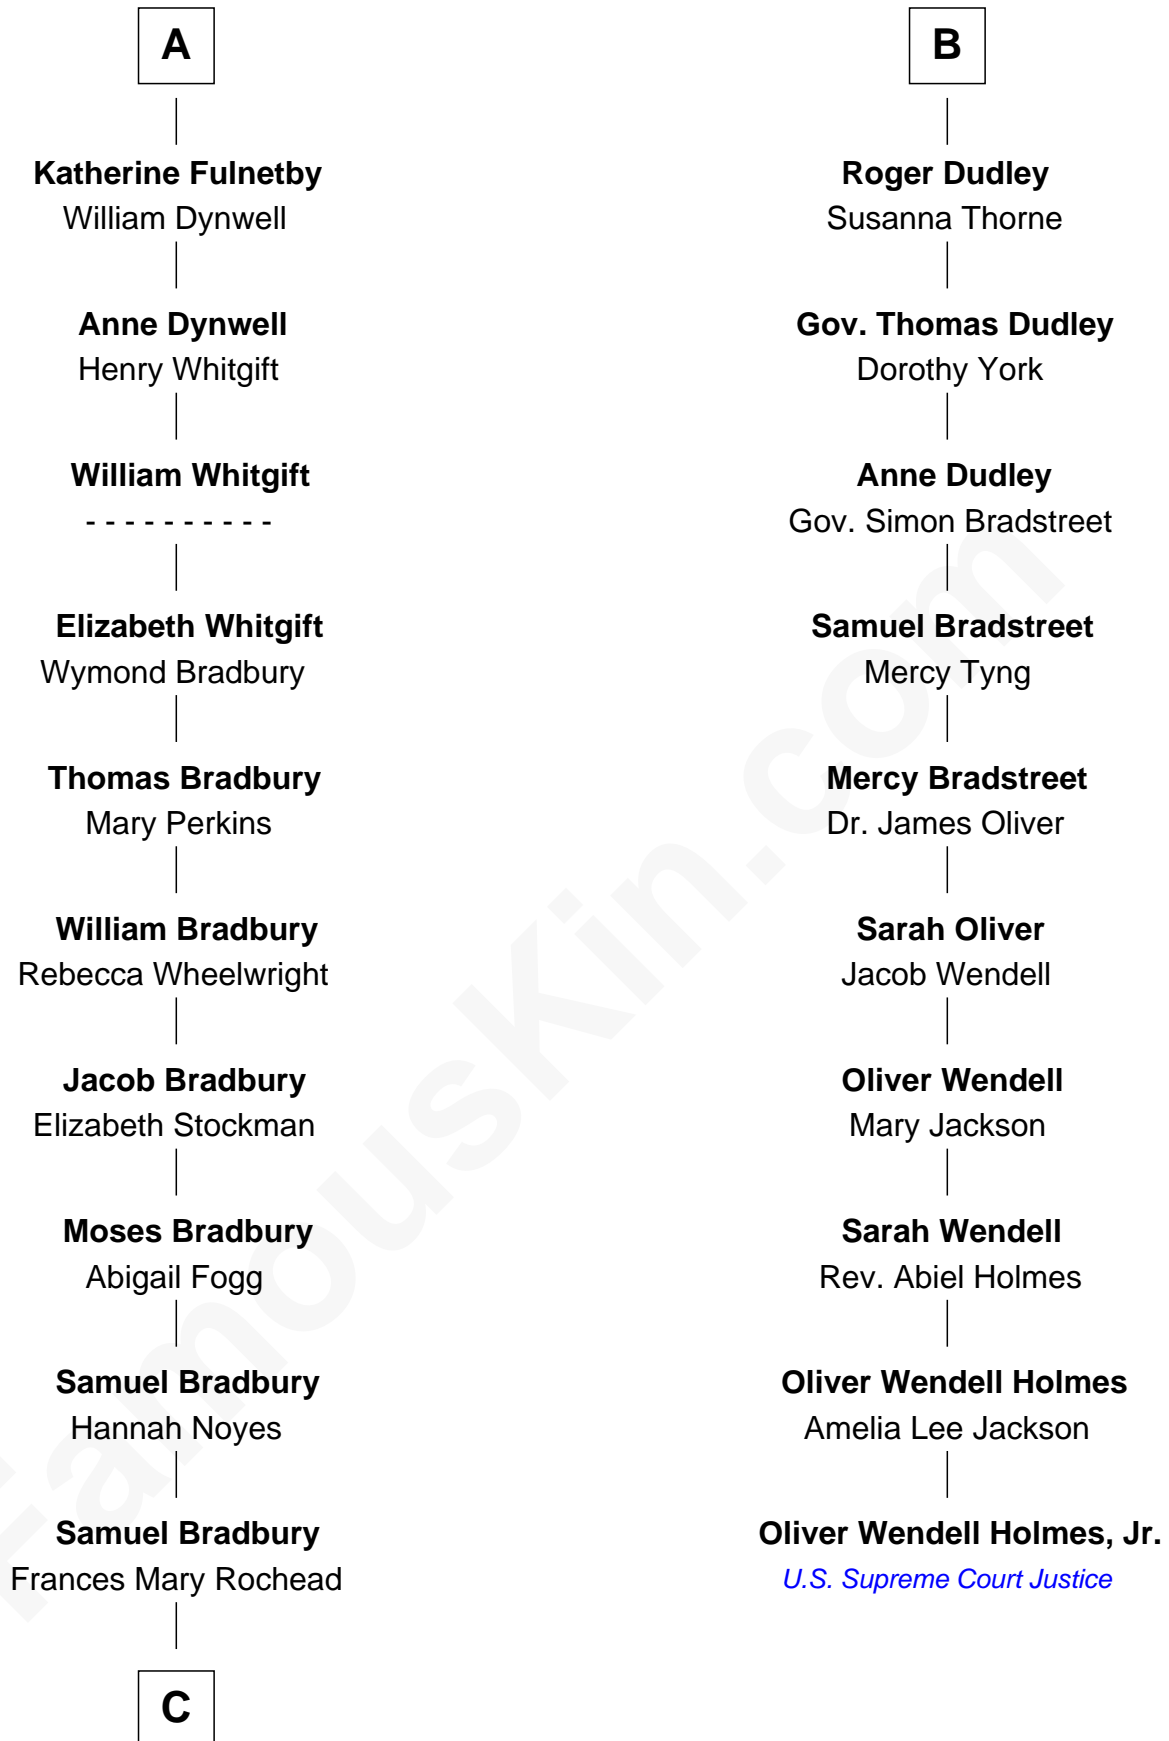 A
Katherine Fulnetby
William Dynwell
Anne Dynwell
Henry Whitgift
William Whitgift
- - - - - - - - - -
Elizabeth Whitgift
Wymond Bradbury
Thomas Bradbury
Mary Perkins
William Bradbury
Rebecca Wheelwright
Jacob Bradbury
Elizabeth Stockman
Moses Bradbury
Abigail Fogg
Samuel Bradbury
Hannah Noyes
Samuel Bradbury
Frances Mary Rochead
C
B
Roger Dudley
Susanna Thorne
Gov. Thomas Dudley
Dorothy York
Anne Dudley
Gov. Simon Bradstreet
Samuel Bradstreet
Mercy Tyng
Mercy Bradstreet
Dr. James Oliver
Sarah Oliver
Jacob Wendell
Oliver Wendell
Mary Jackson
Sarah Wendell
Rev. Abiel Holmes
Oliver Wendell Holmes
Amelia Lee Jackson
Oliver Wendell Holmes, Jr.
U.S. Supreme Court Justice
FamousKin.com